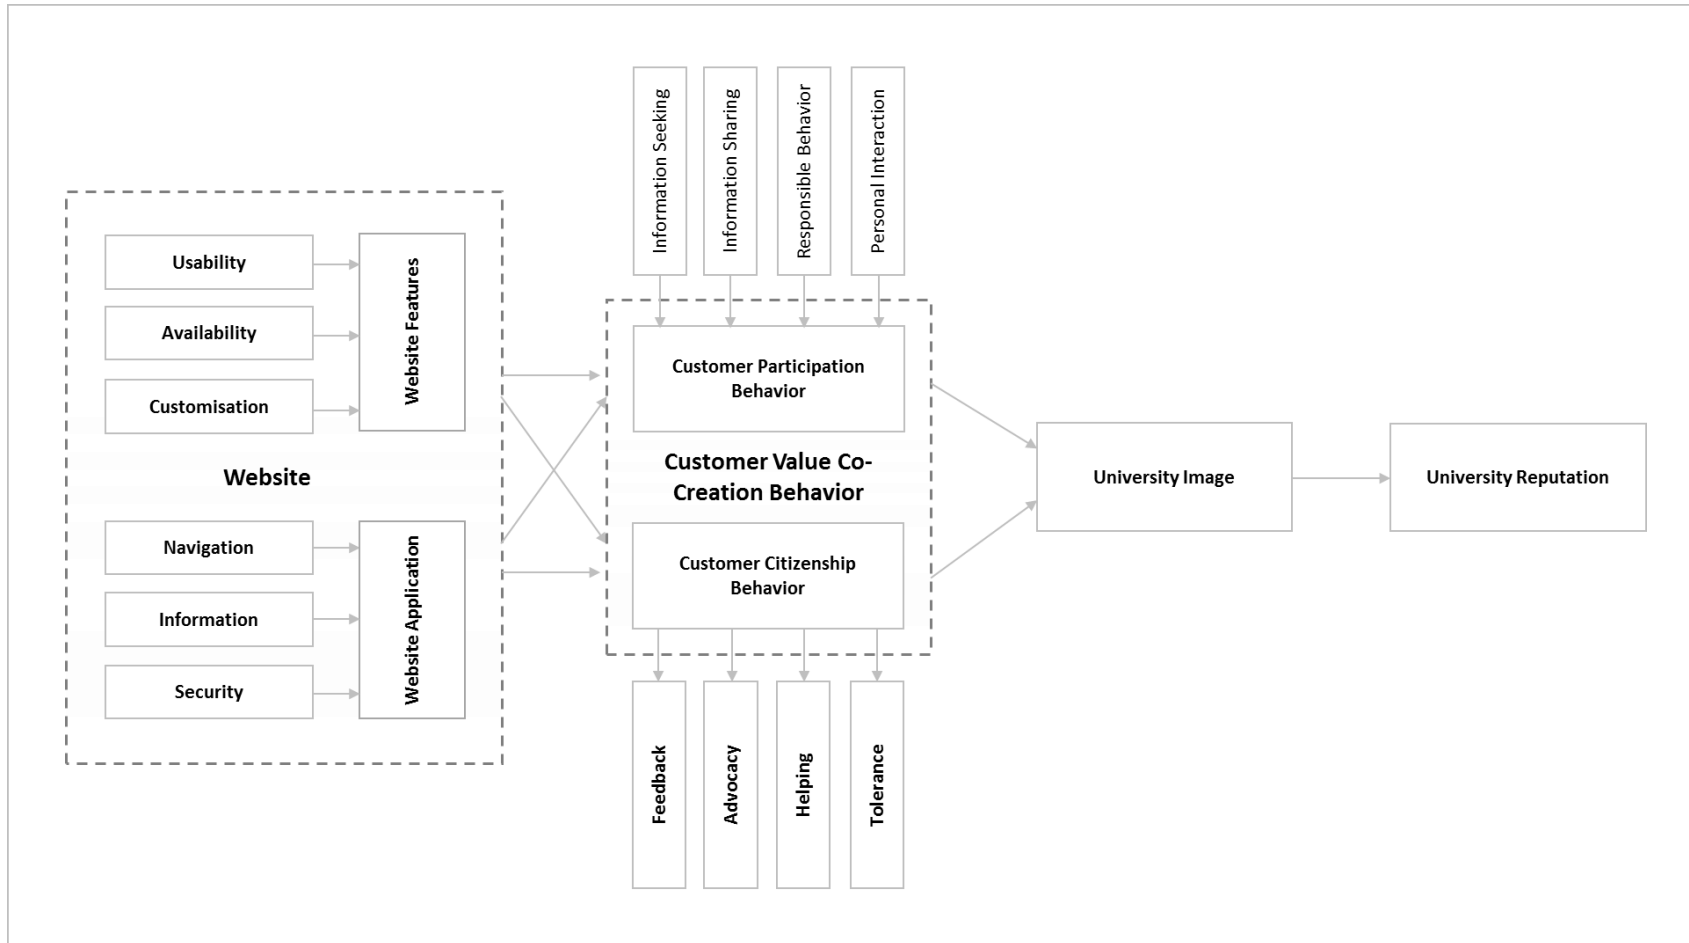 Information Seeking
Information Sharing
Responsible Behavior
Personal Interaction
Usability
Availability
Customisation
Website Features
Website
Navigation
Information
Security
Website Application
Customer Participation
Behavior
Customer Value Co-
Creation Behavior
Customer Citizenship
Behavior
Feedback
Advocacy
Helping
Tolerance
University Image
University Reputation